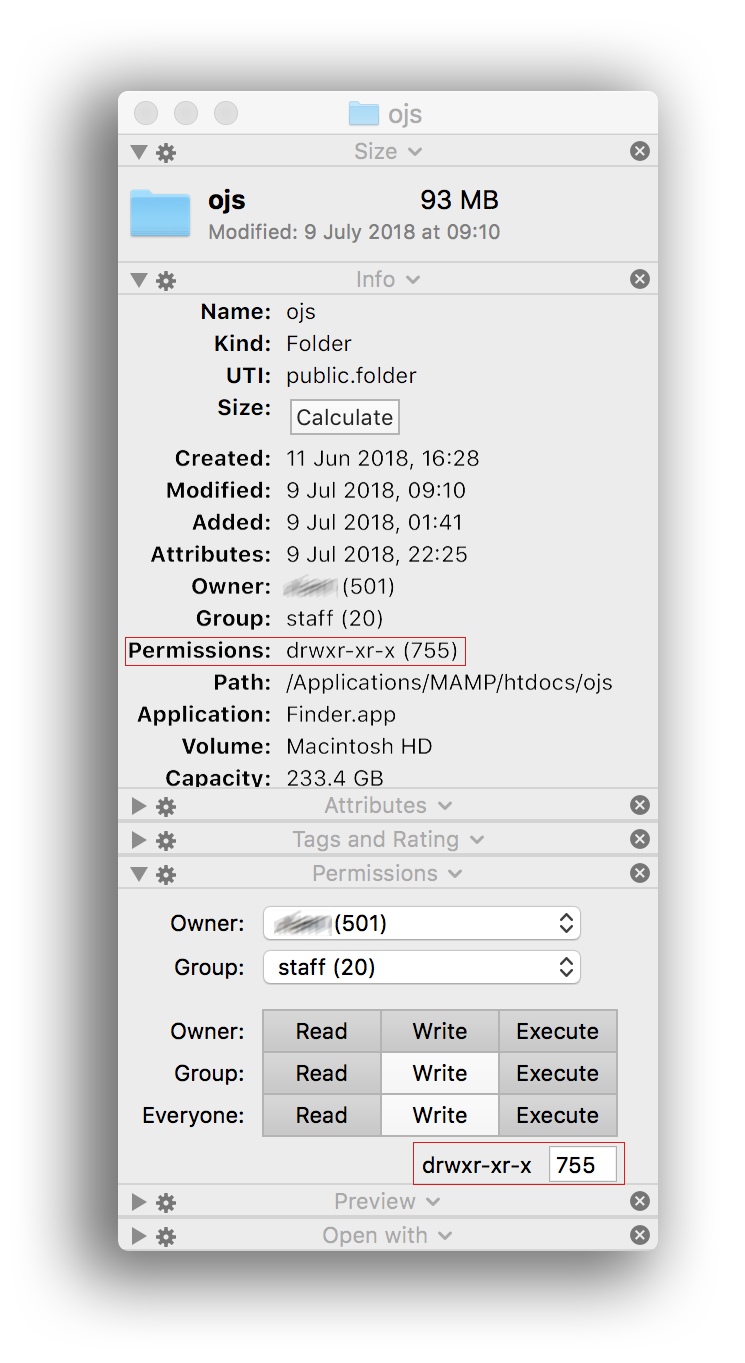 ojs
Size
ojs 93 MB
Modified: 9 July 2018 at 09:10
Info
Name: ojs
Kind: Folder
UTI: public.folder
Size: Calculate
Created: 11 Jun 2018, 16:28
Modified: 9 Jul 2018, 09:10
Added: 9 Jul 2018, 01:41
Attributes: 9 Jul 2018, 22:25
Owner: (501)
Group: staff (20)
Permissions: drwxr-xr-x (755)
Path: /Applications/MAMP/htdocs/ojs
Application: Finder.app
Volume: Macintosh HD
Capacity: 233.4 GB
Attributes
Tags and Rating
Permissions
Owner: (501)
Group: staff (20)
Owner: Read Write Execute
Group: Read Write Execute
Everyone: Read Write Execute
drwxr-xr-x 755
Preview
Open with